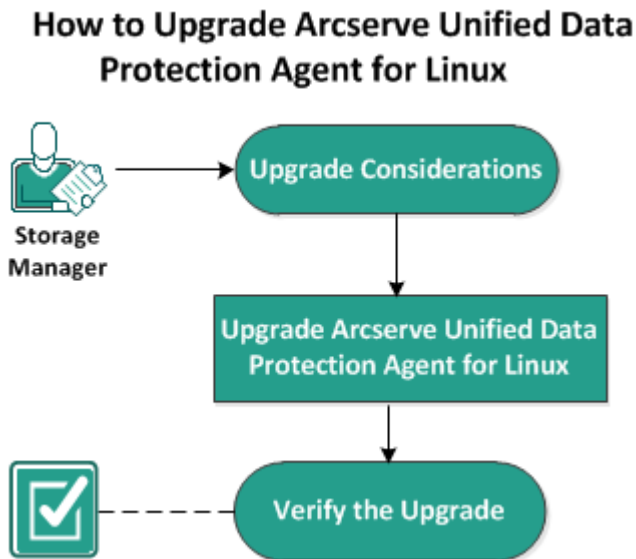 How to Upgrade Arcserve Unified Data
Protection Agent for Linux
Upgrade Considerations
Storage
Manager
Upgrade Arcserve Unified Data
Protection Agent for Linux
Verify the Upgrade